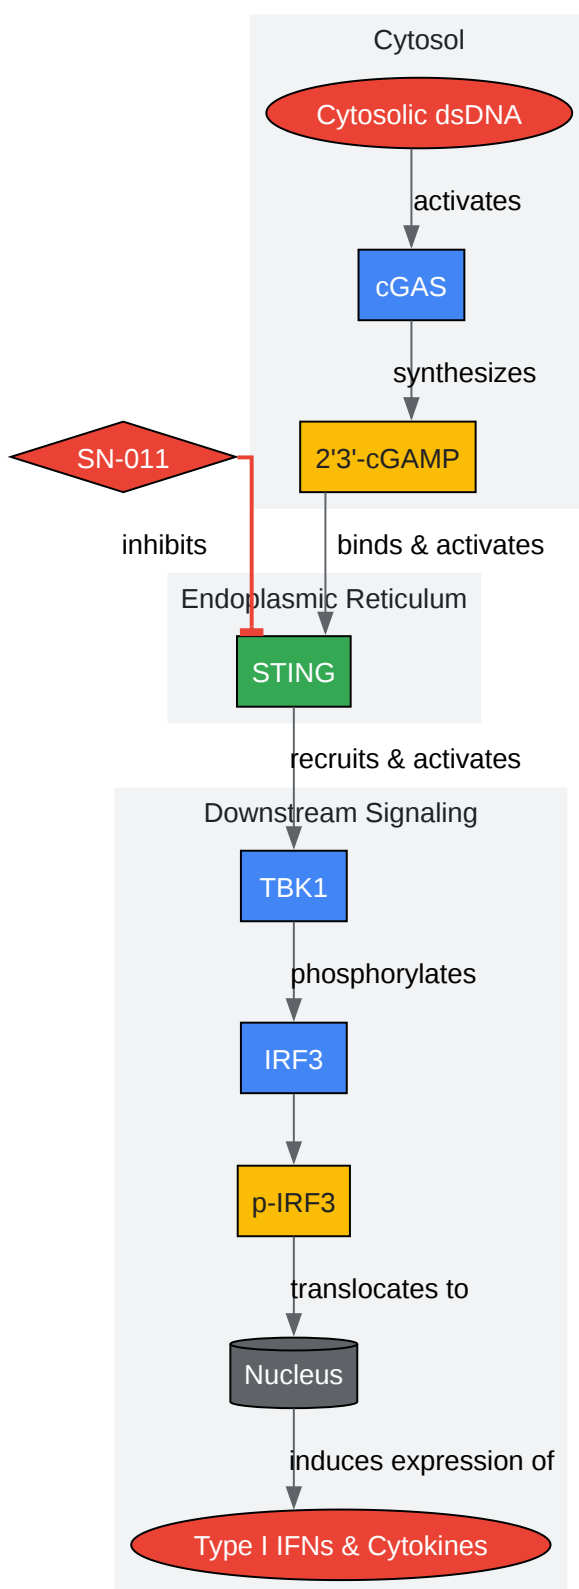 Cytosol
Cytosolic dsDNA
activates
cGAS
synthesizes
SN-011
2'3'-cGAMP
inhibits
binds & activates
Endoplasmic Reticulum
STING
recruits & activates
Downstream Signaling
TBK1
phosphorylates
IRF3
p-IRF3
translocates to
Nucleus
induces expression of
Type I IFNs & Cytokines